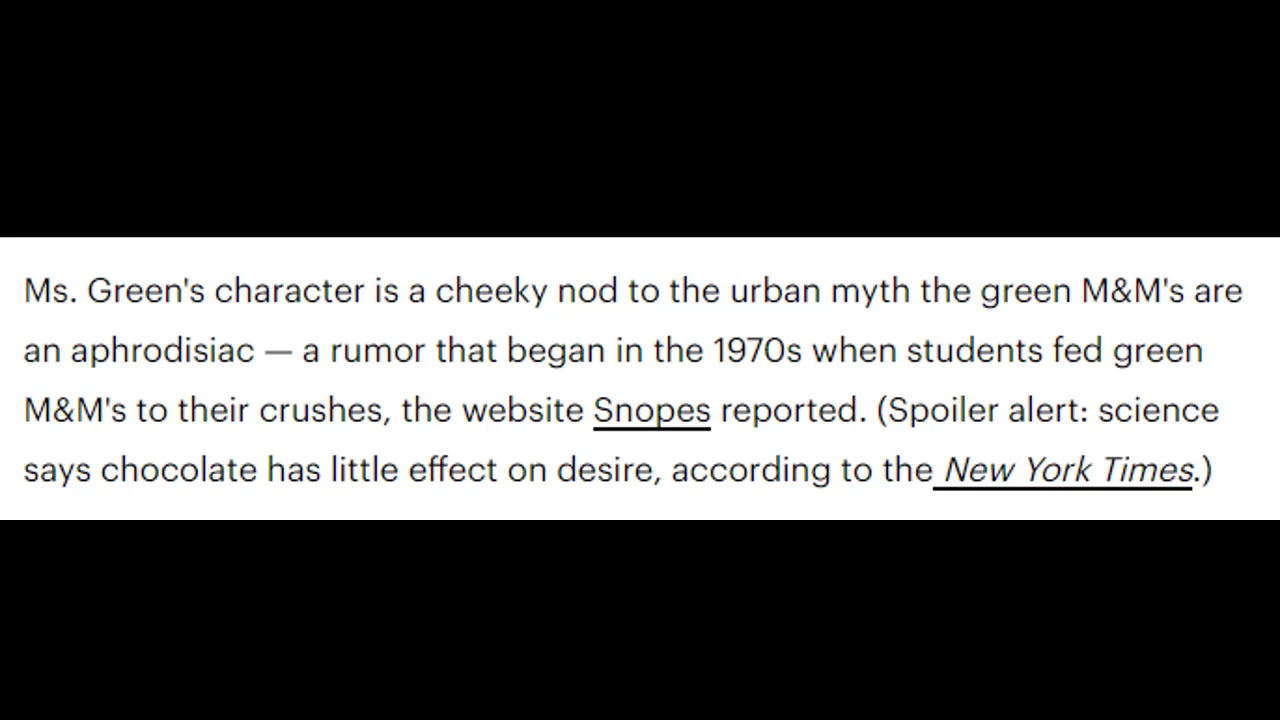 Ms. Green's character is a cheeky nod to the urban myth the green M&M's are
an aphrodisiac — a rumor that began in the 1970s when students fed green
M&M's to their crushes, the website Snopes reported. (Spoiler alert: science
says chocolate has little effect on desire, according to the New York Times.)